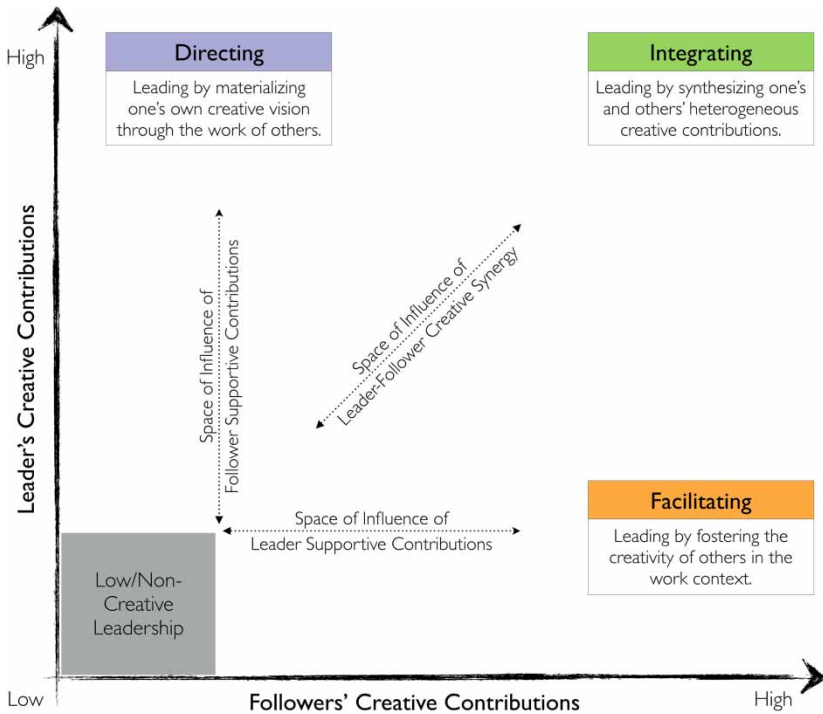 High
Directing
Leading by materializing
one's own creative vision
through the work of others.
Integrating
Leading by synthesizing one's
and others' heterogeneous
creative contributions.
Leader's Creative Contributions
Space of Influence of
Follower Supportive Contributions
Space of Influence of
Leader-Follower Creative Synergy
Space of Influence of
Leader Supportive Contributions
Facilitating
Leading by fostering the
creativity of others in the
work context.
Low/Non-
Creative
Leadership
Low
Followers' Creative Contributions
High